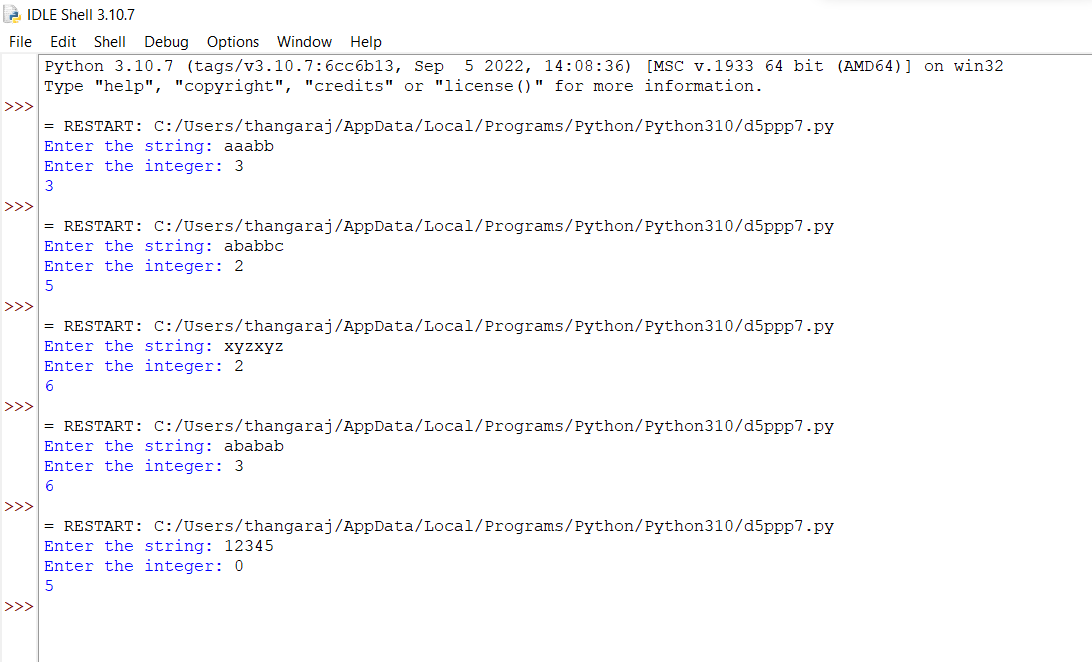 IDLE Shell 3.10.7
File Edit Shell Debug Options Window Help
Python 3.10.7 (tags/v3.10.7:6cc6b13, Sep  5 2022, 14:08:36) [MSC v.1933 64 bit (AMD64)] on win32
Type "help", "copyright", "credits" or "license()" for more information.
>>>
= RESTART: C:/Users/thangaraj/AppData/Local/Programs/Python/Python310/d5ppp7.py
Enter the string: aaabb
Enter the integer: 3
3
>>>
= RESTART: C:/Users/thangaraj/AppData/Local/Programs/Python/Python310/d5ppp7.py
Enter the string: ababbc
Enter the integer: 2
5
>>>
= RESTART: C:/Users/thangaraj/AppData/Local/Programs/Python/Python310/d5ppp7.py
Enter the string: xyzxyz
Enter the integer: 2
6
>>>
= RESTART: C:/Users/thangaraj/AppData/Local/Programs/Python/Python310/d5ppp7.py
Enter the string: ababab
Enter the integer: 3
6
>>>
= RESTART: C:/Users/thangaraj/AppData/Local/Programs/Python/Python310/d5ppp7.py
Enter the string: 12345
Enter the integer: 0
5
>>>